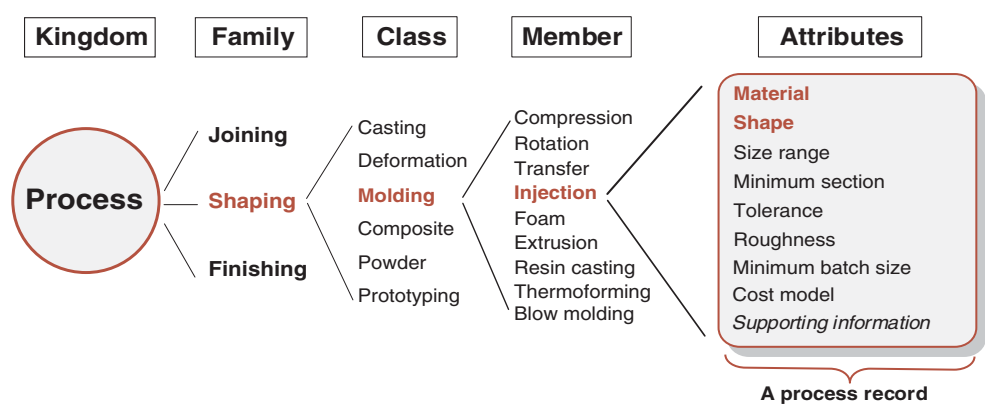 Kingdom
Family
Class
Member
Attributes
Process
Joining
Shaping
Finishing
Casting
Deformation
Molding
Composite
Powder
Prototyping
Compression
Rotation
Transfer
Injection
Foam
Extrusion
Resin casting
Thermoforming
Blow molding
Material
Shape
Size range
Minimum section
Tolerance
Roughness
Minimum batch size
Cost model
Supporting information
A process record